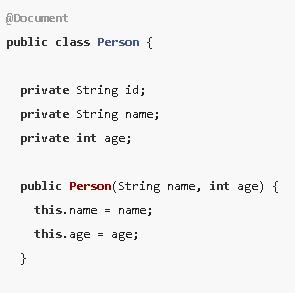 @Document
public class Person {
private String id;
private String name;
private int age;
public Person(String name, int age) {
this.name = name;
this.age = age;
}